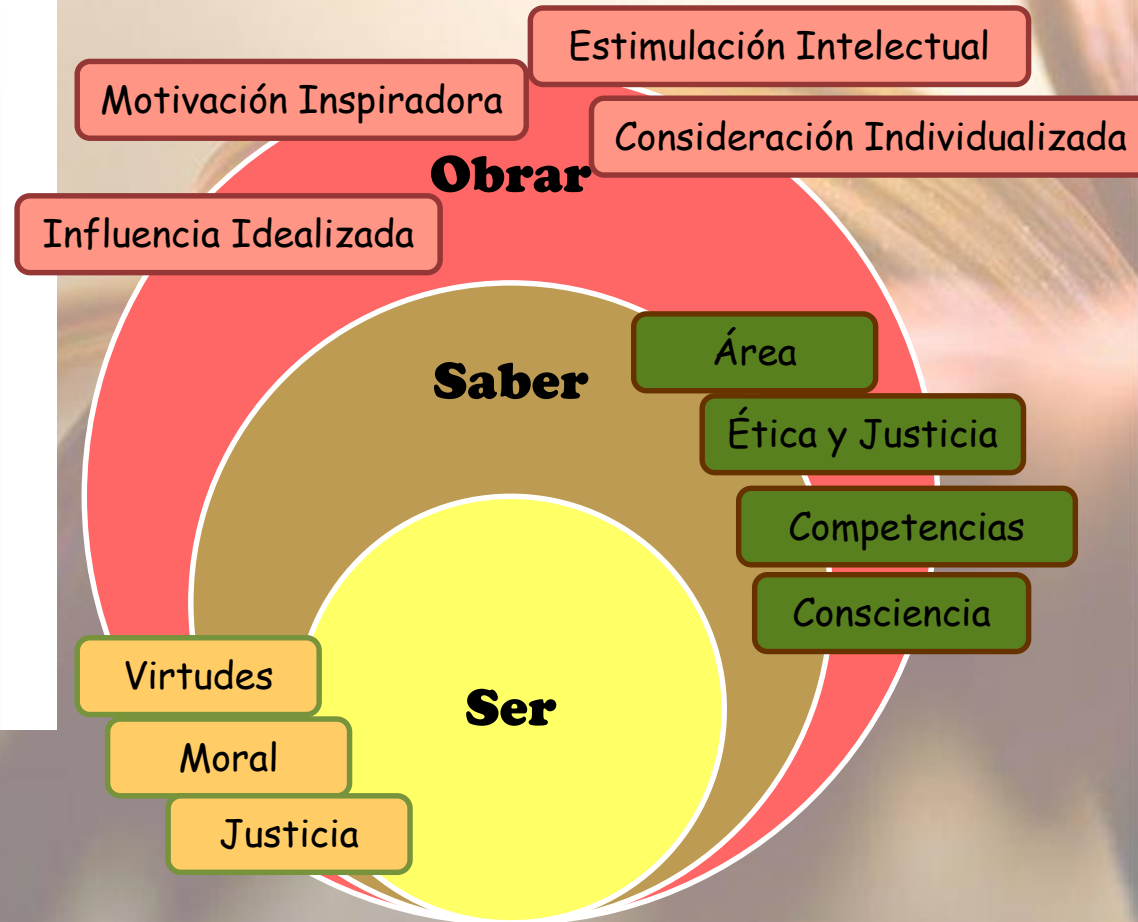 Estimulación Intelectual
Motivación Inspiradora
Consideración Individualizada
Obrar
Influencia Idealizada
Área
Saber
Ética y Justicia
Competencias
Consciencia
Virtudes
Ser
Moral
Justicia